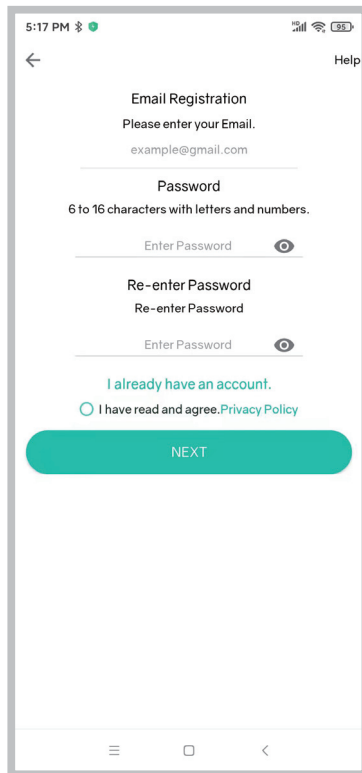 5:17 PM
HD
95
Help
Email Registration
Please enter your Email.
example@gmail.com
Password
6 to 16 characters with letters and numbers.
Enter Password
Re-enter Password
Re-enter Password
Enter Password
I already have an account.
I have read and agree.Privacy Policy
NEXT